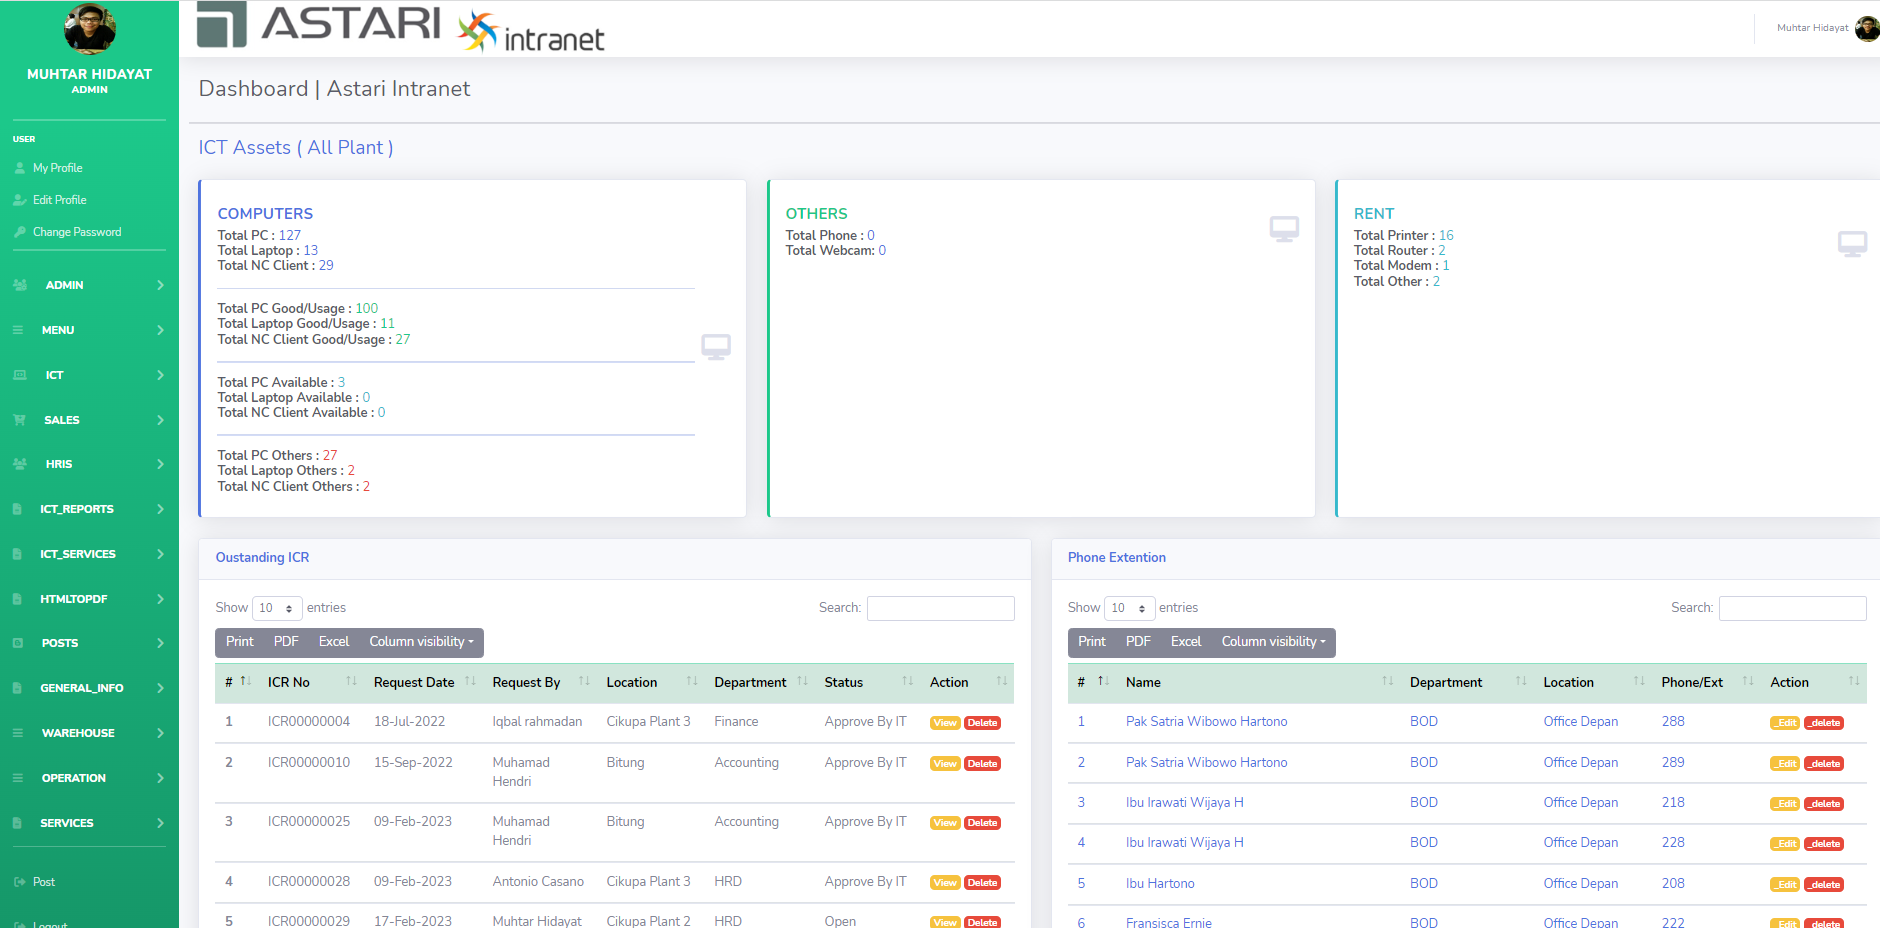 MUHTAR HIDAYAT
ADMIN
USER
My Profile
Edit Profile
Change Password
ADMIN
MENU
ICT
SALES
HRIS
ICT_REPORTS
ICT_SERVICES
HTMLTOPDF
POSTS
GENERAL_INFO
WAREHOUSE
OPERATION
SERVICES
Post
Logout
ASTARI intranet
Muhtar Hidayat
Dashboard | Astari Intranet
ICT Assets ( All Plant )
COMPUTERS
Total PC : 127
Total Laptop : 13
Total NC Client : 29
Total PC Good/Usage : 100
Total Laptop Good/Usage : 11
Total NC Client Good/Usage : 27
Total PC Available : 3
Total Laptop Available : 0
Total NC Client Available : 0
Total PC Others : 27
Total Laptop Others : 2
Total NC Client Others : 2
OTHERS
Total Phone : 0
Total Webcam: 0
RENT
Total Printer : 16
Total Router : 2
Total Modem : 1
Total Other : 2
Oustanding ICR
Show 10 entries Search:
Print PDF Excel Column visibility
# ICR No Request Date Request By Location Department Status Action
1 ICR00000004 18-Jul-2022 Iqbal rahmadan Cikupa Plant 3 Finance Approve By IT View Delete
2 ICR00000010 15-Sep-2022 Muhamad Hendri Bitung Accounting Approve By IT View Delete
3 ICR00000025 09-Feb-2023 Muhamad Hendri Bitung Accounting Approve By IT View Delete
4 ICR00000028 09-Feb-2023 Antonio Casano Cikupa Plant 3 HRD Approve By IT View Delete
5 ICR00000029 17-Feb-2023 Muhtar Hidayat Cikupa Plant 2 HRD Open View Delete
Phone Extention
Show 10 entries Search:
Print PDF Excel Column visibility
# Name Department Location Phone/Ext Action
1 Pak Satria Wibowo Hartono BOD Office Depan 288 _Edit _delete
2 Pak Satria Wibowo Hartono BOD Office Depan 289 _Edit _delete
3 Ibu Irawati Wijaya H BOD Office Depan 218 _Edit _delete
4 Ibu Irawati Wijaya H BOD Office Depan 228 _Edit _delete
5 Ibu Hartono BOD Office Depan 208 _Edit _delete
6 Fransisca Ernie BOD Office Depan 222 _Edit _delete